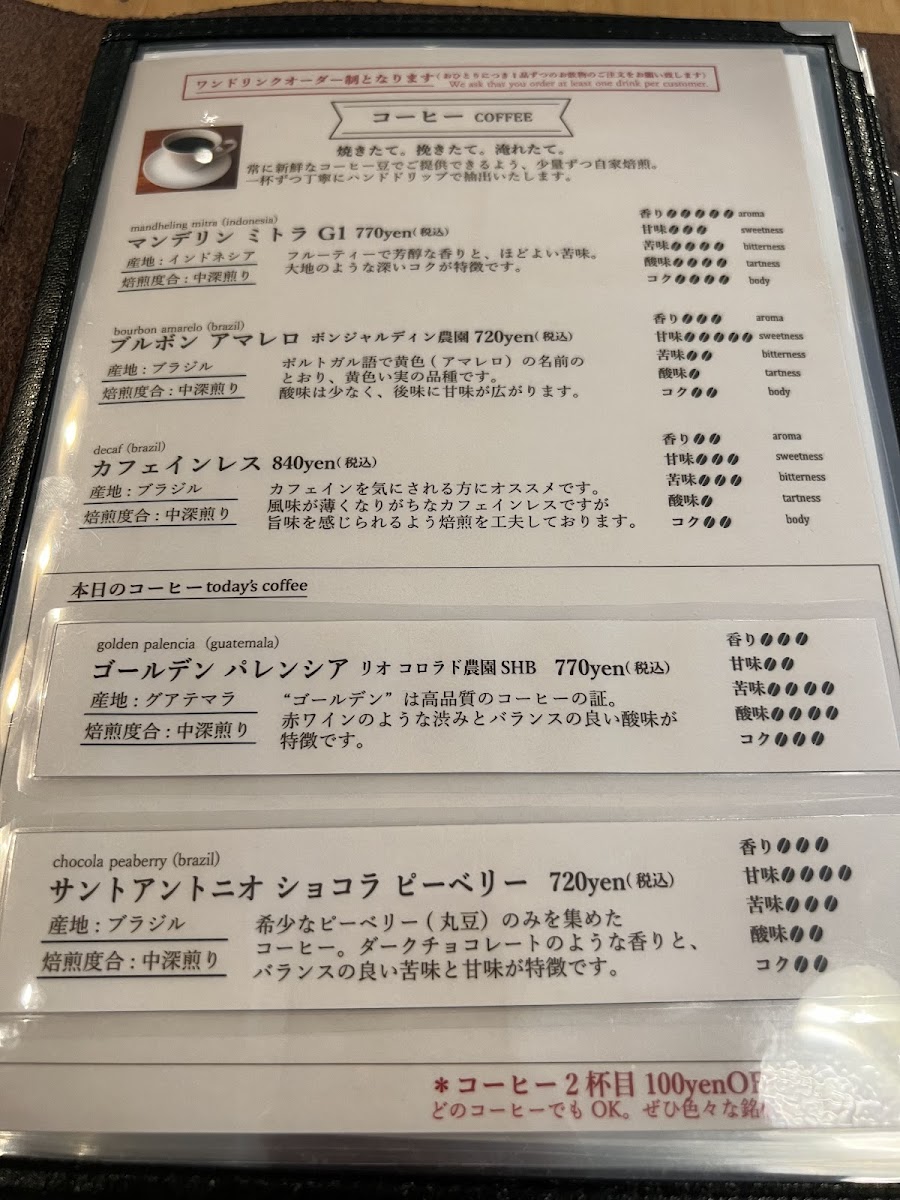 ワンドリンクオーダー制となります(おひとりにつき1品ずつのお飲物のご注文をお願い致します)
We ask that you order at least one drink per customer.
コーヒー COFFEE
焼きたて。挽きたて。淹れたて。
常に新鮮なコーヒー豆でご提供できるよう、少量ずつ自家焙煎。
一杯ずつ丁寧にハンドドリップで抽出いたします。
mandheling mitra (indonesia)
マンデリン ミトラ G1 770yen(税込)
産地:インドネシア
焙煎度合:中深煎り
フルーティーで芳醇な香りと、ほどよい苦味。
大地のような深いコクが特徴です。
香り aroma
甘味 sweetness
苦味 bitterness
酸味 tartness
コク body
bourbon amarelo (brazil)
ブルボン アマレロ ボンジャルディン農園 720yen(税込)
産地:ブラジル
焙煎度合:中深煎り
ポルトガル語で黄色(アマレロ)の名前の
とおり、黄色い実の品種です。
酸味は少なく、後味に甘味が広がります。
香り aroma
甘味 sweetness
苦味 bitterness
酸味 tartness
コク body
decaf (brazil)
カフェインレス 840yen(税込)
産地:ブラジル
焙煎度合:中深煎り
カフェインを気にされる方にオススメです。
風味が薄くなりがちなカフェインレスですが
旨味を感じられるよう焙煎を工夫しております。
香り aroma
甘味 sweetness
苦味 bitterness
酸味 tartness
コク body
本日のコーヒー today's coffee
golden palencia (guatemala)
ゴールデン パレンシア リオ コロラド農園 SHB 770yen(税込)
産地:グアテマラ
焙煎度合:中深煎り
“ゴールデン”は高品質のコーヒーの証。
赤ワインのような渋みとバランスの良い酸味が
特徴です。
香り
甘味
苦味
酸味
コク
chocola peaberry (brazil)
サントアントニオ ショコラ ピーベリー 720yen(税込)
産地:ブラジル
焙煎度合:中深煎り
希少なピーベリー(丸豆)のみを集めた
コーヒー。ダークチョコレートのような香りと、
バランスの良い苦味と甘味が特徴です。
香り
甘味
苦味
酸味
コク
*コーヒー2杯目 100yenOF
どのコーヒーでも OK。ぜひ色々な銘